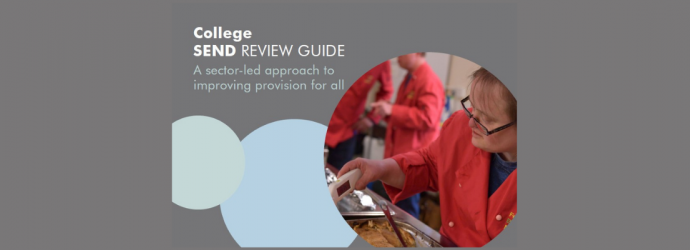 College
SEND REVIEW GUIDE
A sector-led approach to
improving provision for all